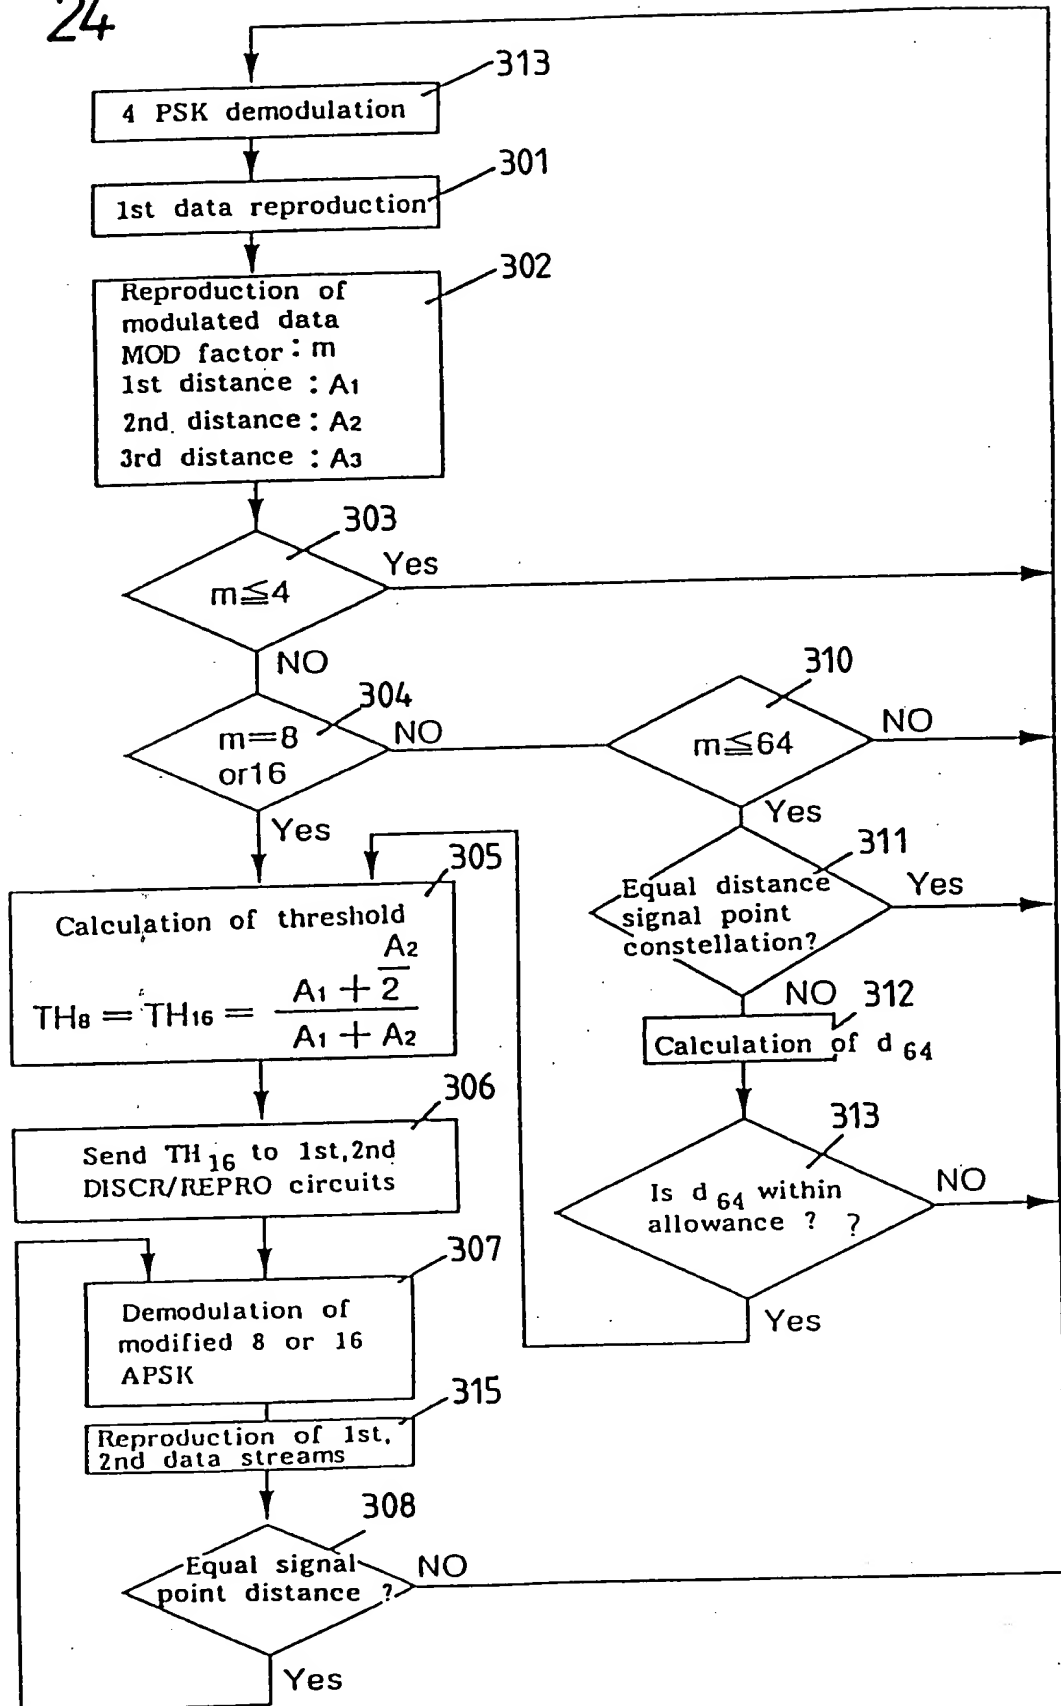 24
313
4 PSK demodulation
301
1st data reproduction
302
Reproduction of
modulated data
MOD factor : m
1st distance : A1
2nd. distance : A2
3rd distance : A3
303
m≦4
Yes
NO
304
m=8
or16
NO
Yes
310
m≦64
NO
Yes
311
Equal distance
signal point
constellation?
Yes
NO
312
Calculation of d 64
313
Is d 64 within
allowance ? ?
NO
Yes
305
Calculation of threshold
TH8 = TH16 = (A1 + A2/2) / (A1 + A2)
306
Send TH16 to 1st,2nd
DISCR/REPRO circuits
307
Demodulation of
modified 8 or 16
APSK
315
Reproduction of 1st,
2nd data streams
308
Equal signal
point distance ?
NO
Yes